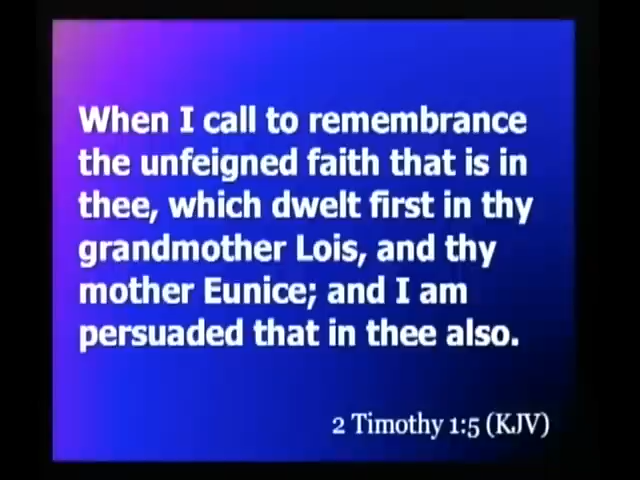 When I call to remembrance
the unfeigned faith that is in
thee, which dwelt first in thy
grandmother Lois, and thy
mother Eunice; and I am
persuaded that in thee also.
2 Timothy 1:5 (KJV)